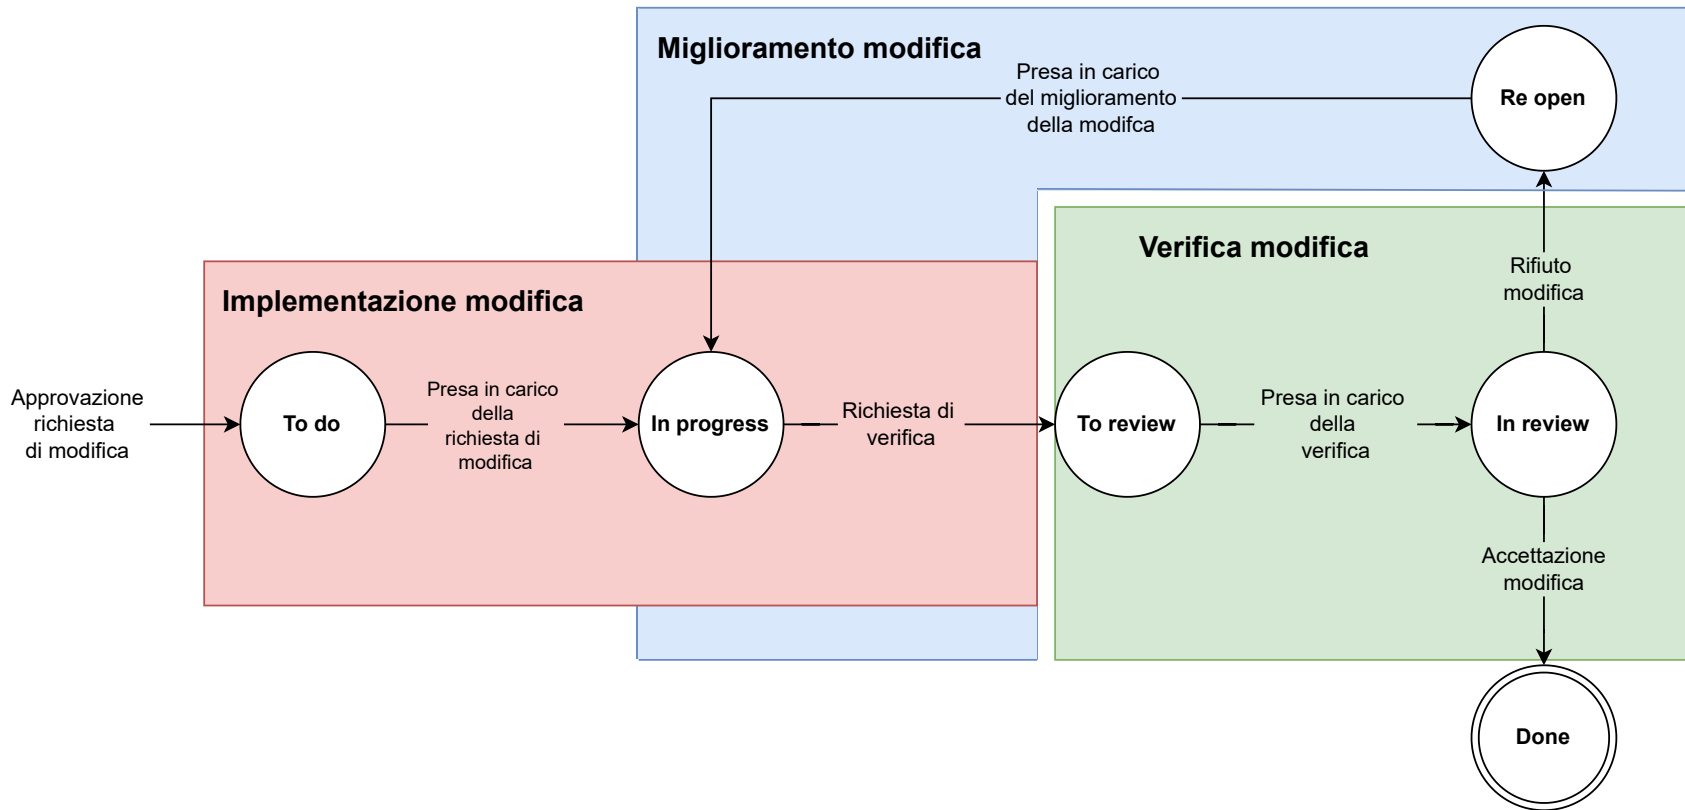 Miglioramento modifica
Presa in carico
del miglioramento
della modifca
Re open
Verifica modifica
Rifiuto
modifica
Implementazione modifica
Approvazione
richiesta
di modifica
To do
Presa in carico
della
richiesta di
modifica
In progress
Richiesta di
verifica
To review
Presa in carico
della
verifica
In review
Accettazione
modifica
Done